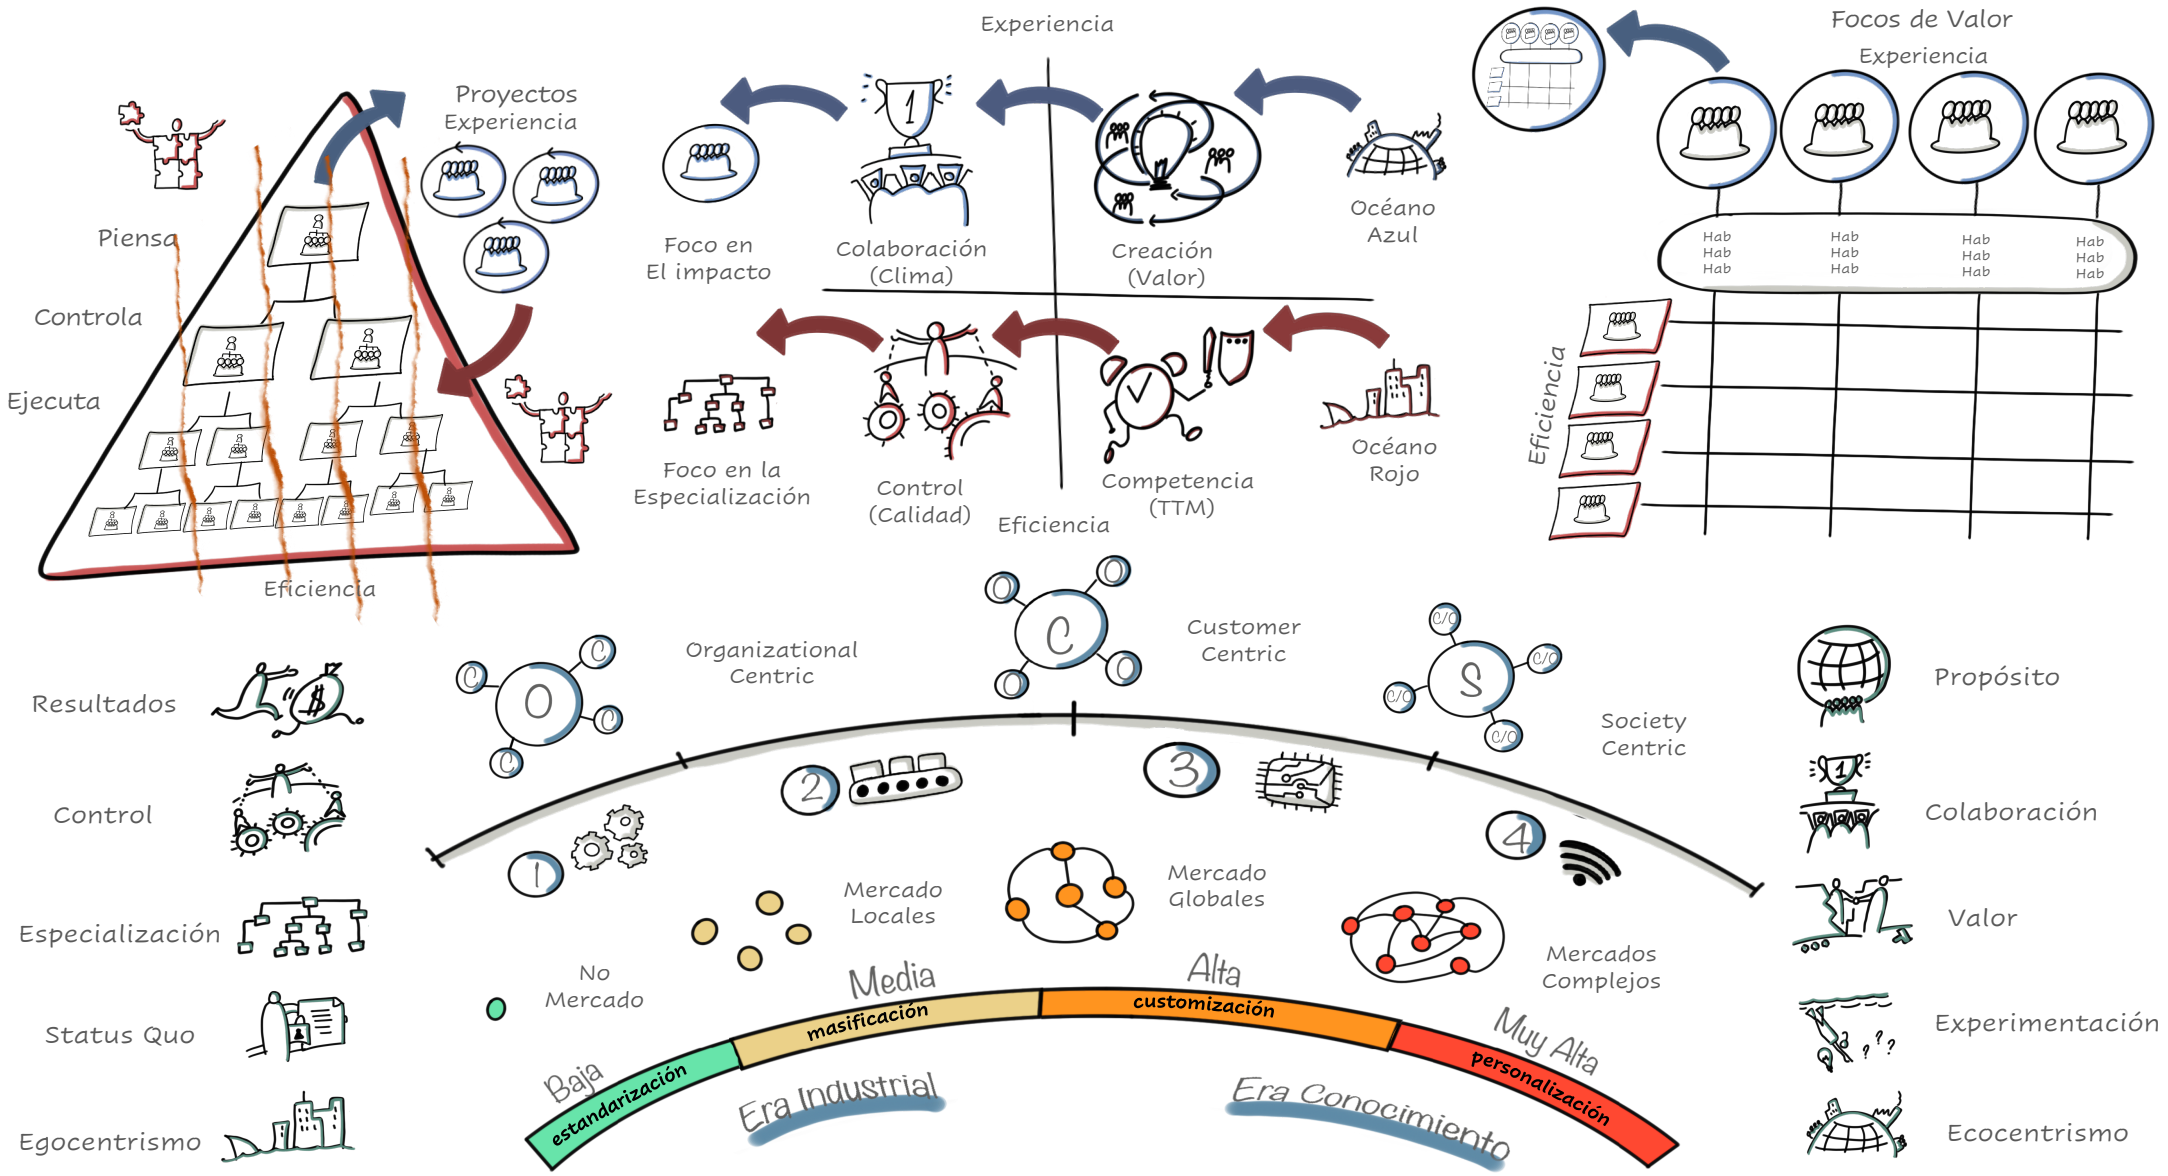 Proyectos
Experiencia
Piensa
Controla
Ejecuta
Eficiencia
Experiencia
1
Foco en
El impacto
Colaboración
(Clima)
Creación
(Valor)
Océano
Azul
Foco en la
Especialización
Control
(Calidad)
Competencia
(TTM)
Océano
Rojo
Eficiencia
Focos de Valor
Experiencia
Hab
Hab
Hab
Hab
Hab
Hab
Hab
Hab
Hab
Hab
Hab
Hab
Eficiencia
Resultados
$
Control
Especialización
Status Quo
Egocentrismo
O
C
C
C
C
Organizational
Centric
C
O
O
O
O
Customer
Centric
S
C/O
C/O
C/O
C/O
Society
Centric
1
2
3
4
No
Mercado
Mercado
Locales
Mercado
Globales
Mercados
Complejos
Baja
Media
Alta
Muy Alta
estandarización
masificación
customización
personalización
Era Industrial
Era Conocimiento
Propósito
1
Colaboración
Valor
Experimentación
? ? ?
Ecocentrismo